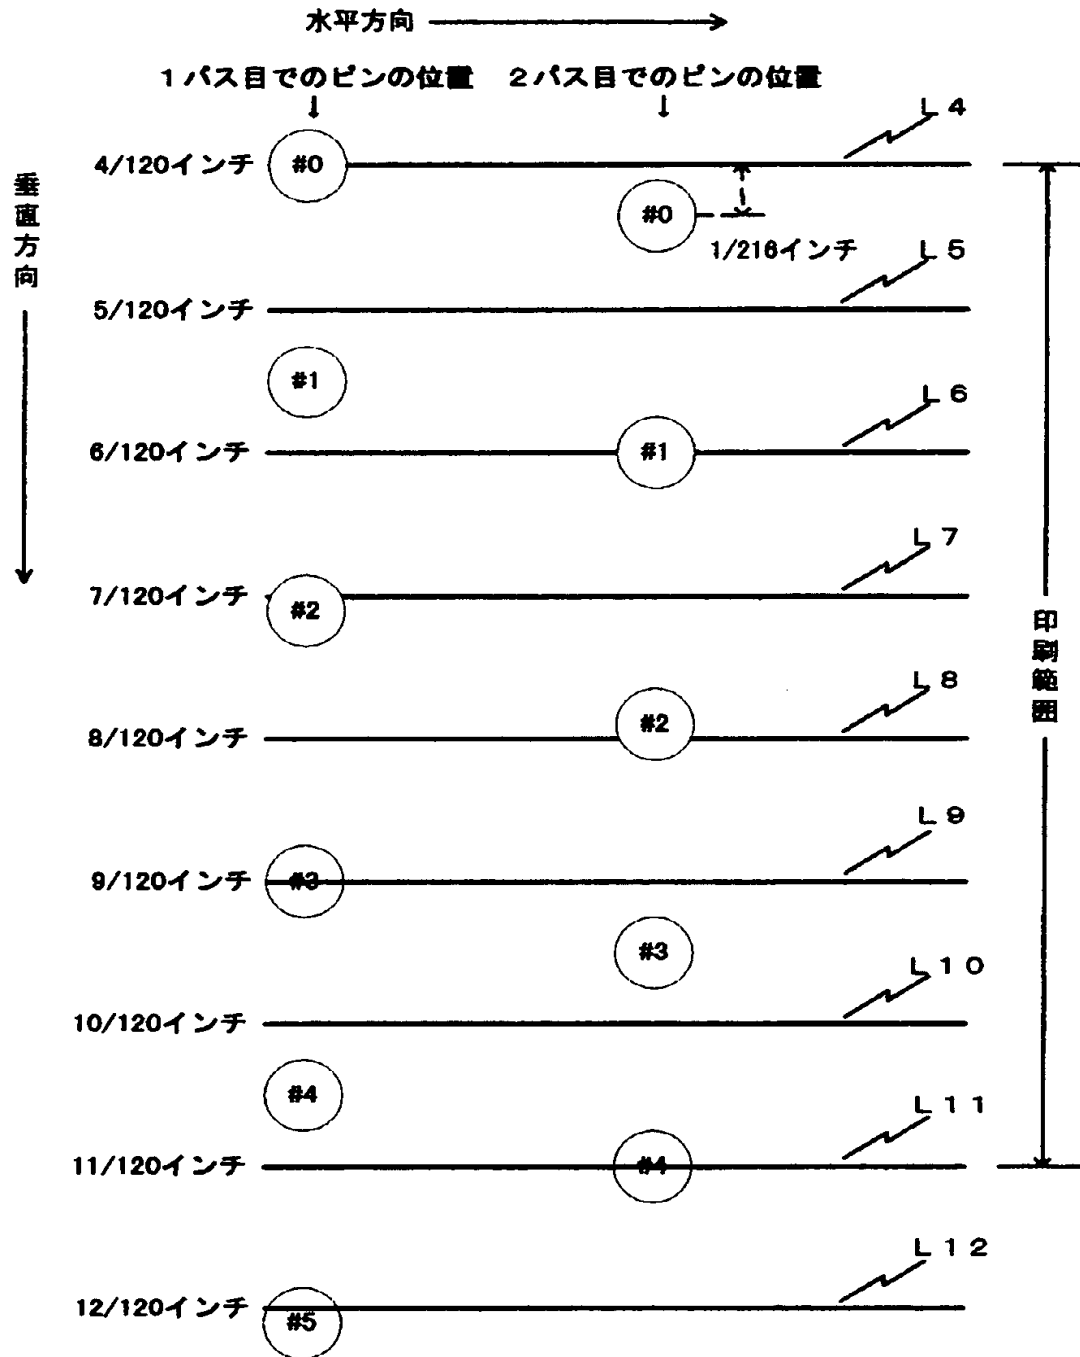 水平方向
1パス目でのピンの位置 2パス目でのピンの位置
L4
4/120インチ #0
垂直方向
#0
1/216インチ
L5
5/120インチ
#1
L6
6/120インチ #1
L7
7/120インチ #2
印刷範囲
L8
8/120インチ #2
L9
9/120インチ #3
#3
L10
10/120インチ
#4
L11
11/120インチ #4
L12
12/120インチ #5